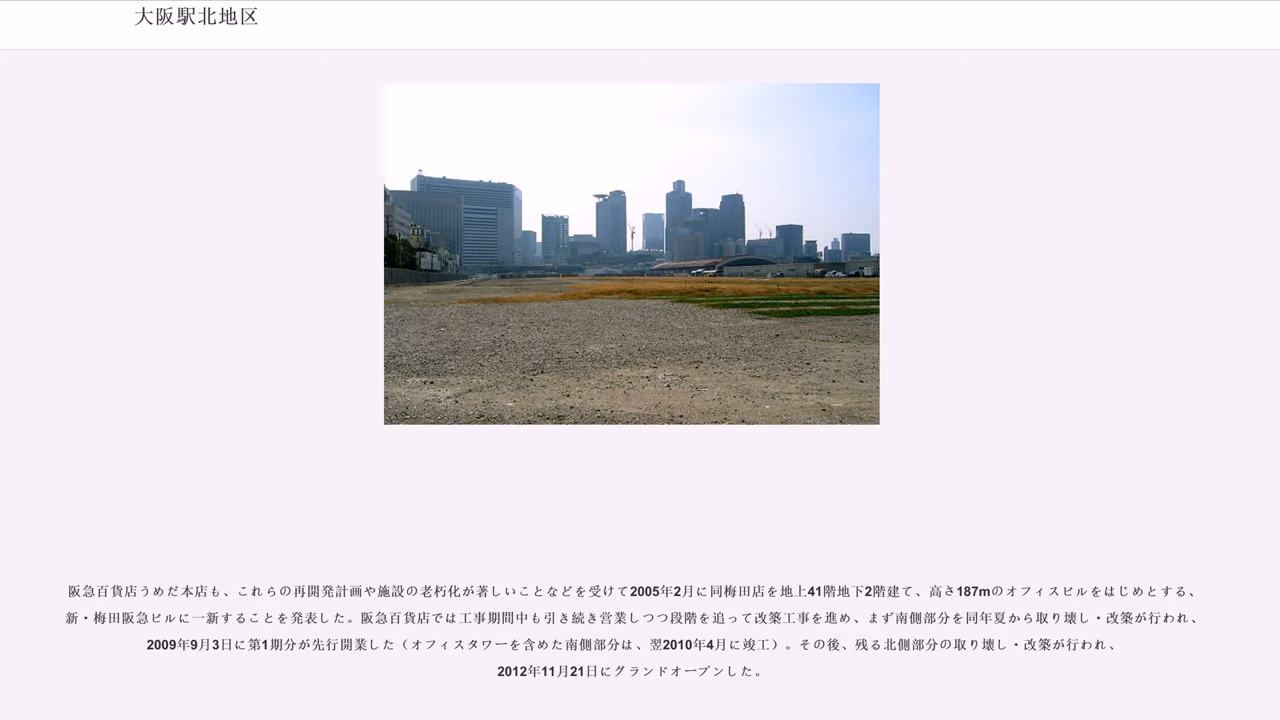 大阪駅北地区
阪急百貨店うめだ本店も、これらの再開発計画や施設の老朽化が著しいことなどを受けて2005年2月に同梅田店を地上41階地下2階建て、高さ187mのオフィスビルをはじめとする、
新・梅田阪急ビルに一新することを発表した。阪急百貨店では工事期間中も引き続き営業しつつ段階を追って改築工事を進め、まず南側部分を同年夏から取り壊し・改築が行われ、
2009年9月3日に第1期分が先行開業した（オフィスタワーを含めた南側部分は、翌2010年4月に竣工）。その後、残る北側部分の取り壊し・改築が行われ、
2012年11月21日にグランドオープンした。